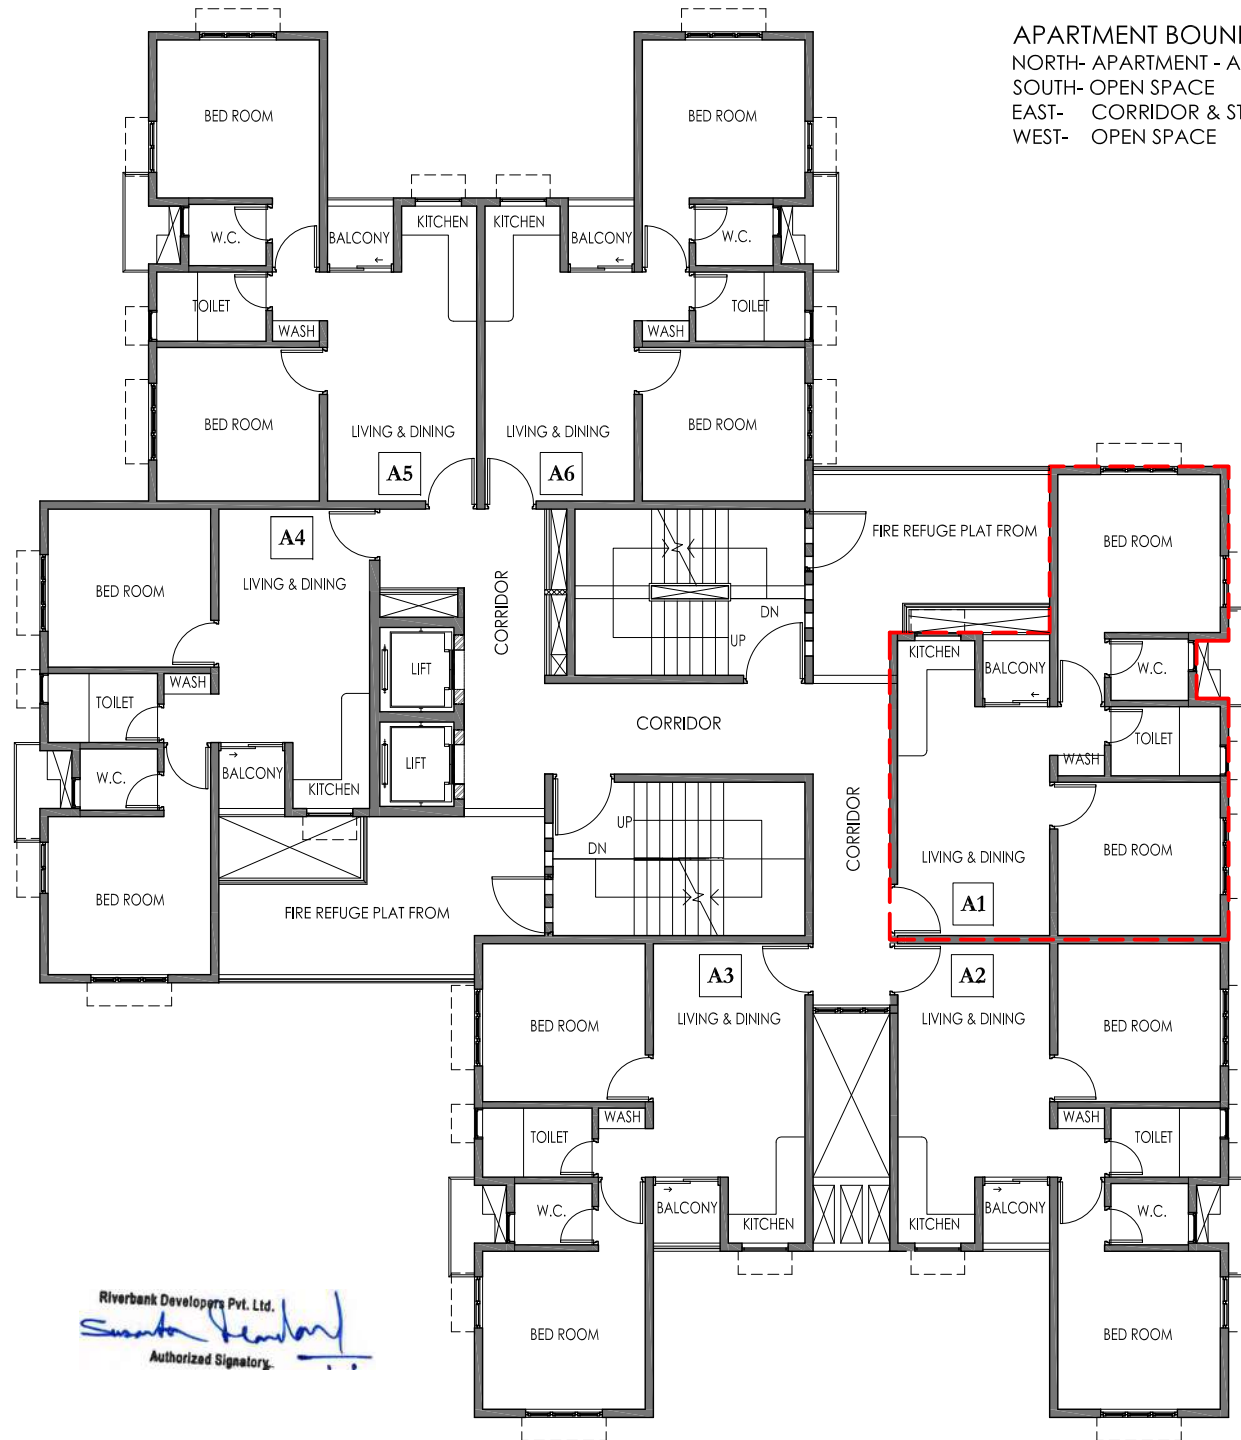 APARTMENT BOUN
NORTH- APARTMENT - A
SOUTH- OPEN SPACE
EAST- CORRIDOR & ST
WEST- OPEN SPACE
BED ROOM
BED ROOM
KITCHEN
KITCHEN
W.C.
BALCONY
BALCONY
W.C.
TOILET
TOILET
WASH
WASH
BED ROOM
LIVING & DINING
LIVING & DINING
BED ROOM
A5
A6
A4
FIRE REFUGE PLAT FROM
BED ROOM
BED ROOM
LIVING & DINING
CORRIDOR
DN
UP
KITCHEN
BALCONY
W.C.
LIFT
WASH
TOILET
CORRIDOR
TOILET
WASH
LIFT
W.C.
BALCONY
KITCHEN
CORRIDOR
UP
DN
LIVING & DINING
BED ROOM
BED ROOM
FIRE REFUGE PLAT FROM
A1
A3
A2
BED ROOM
LIVING & DINING
LIVING & DINING
BED ROOM
WASH
WASH
TOILET
TOILET
W.C.
BALCONY
KITCHEN
KITCHEN
BALCONY
W.C.
BED ROOM
BED ROOM
Riverbank Developers Pvt. Ltd.
Authorized Signatory